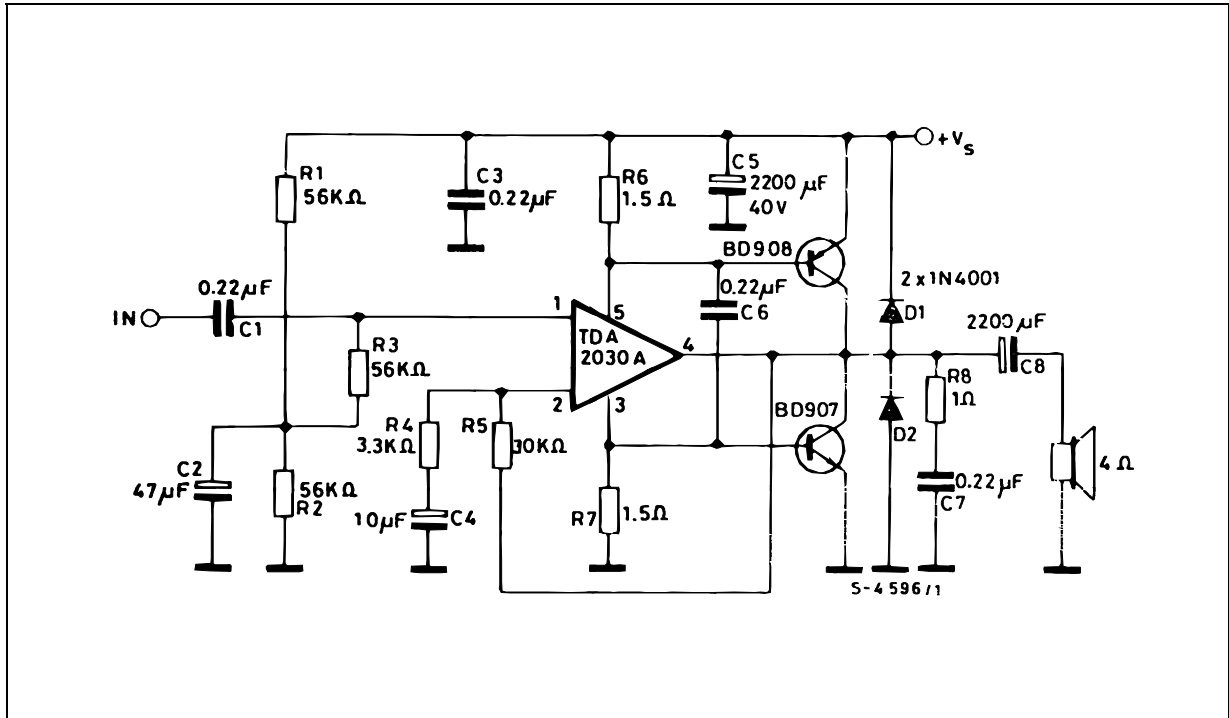 +Vs
R1
56KΩ
C3
0.22μF
R6
1.5Ω
C5
2200 μF
40V
BD908
2x1N4001
D1
0.22μF
C6
IN
0.22μF
C1
1
5
TDA
2030A
4
2
3
R3
56KΩ
2200μF
C8
R8
1Ω
BD907
D2
R4
3.3KΩ
R5
30KΩ
4Ω
C2
47μF
56KΩ
R2
10μF
C4
R7
1.5Ω
0.22μF
C7
S-4596/1